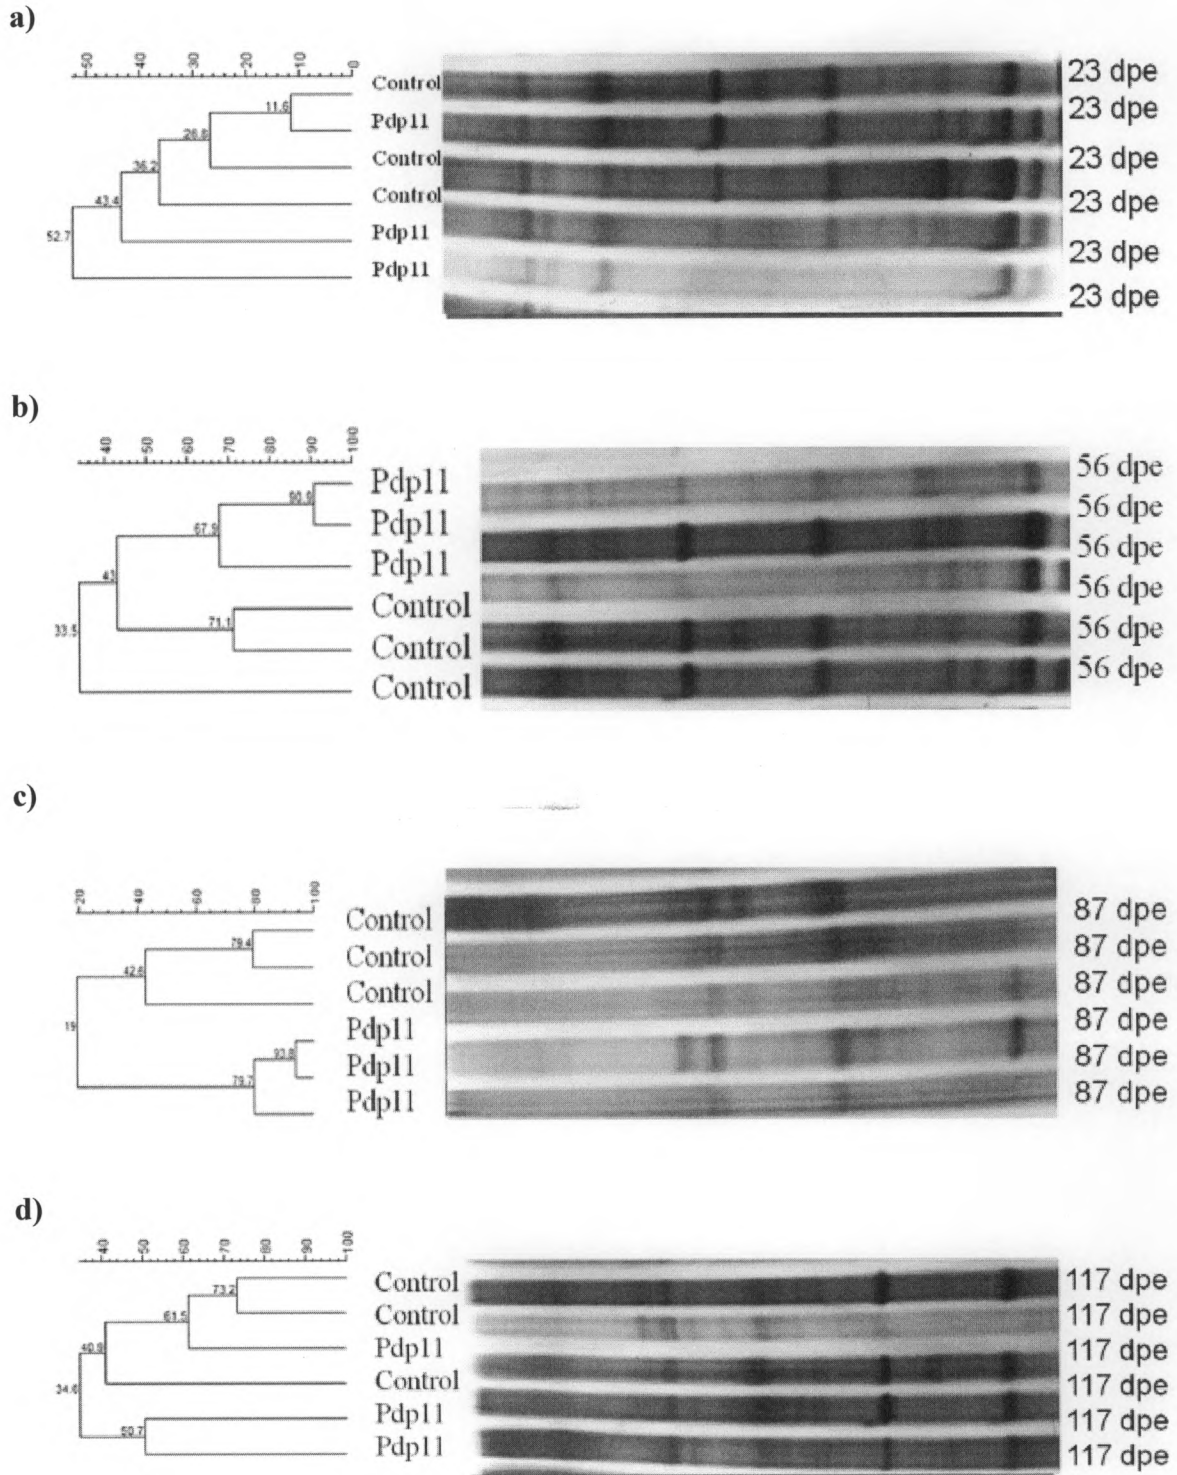 a)
50 40 30 20 10 0
Control 23 dpe
11.6
Pdp11 23 dpe
26.8
Control 23 dpe
36.2
Control 23 dpe
43.4
Pdp11 23 dpe
52.7
Pdp11 23 dpe
b)
40 50 60 70 80 90 100
Pdp11 56 dpe
90.9
Pdp11 56 dpe
67.9
Pdp11 56 dpe
43
Control 56 dpe
71.1
33.5
Control 56 dpe
Control 56 dpe
c)
20 40 60 80 100
Control 87 dpe
79.4
Control 87 dpe
42.6
Control 87 dpe
19
Pdp11 87 dpe
93.8
Pdp11 87 dpe
79.7
Pdp11 87 dpe
d)
40 50 60 70 80 90 100
Control 117 dpe
73.2
Control 117 dpe
61.5
Pdp11 117 dpe
40.9
Control 117 dpe
34.6
Pdp11 117 dpe
50.7
Pdp11 117 dpe